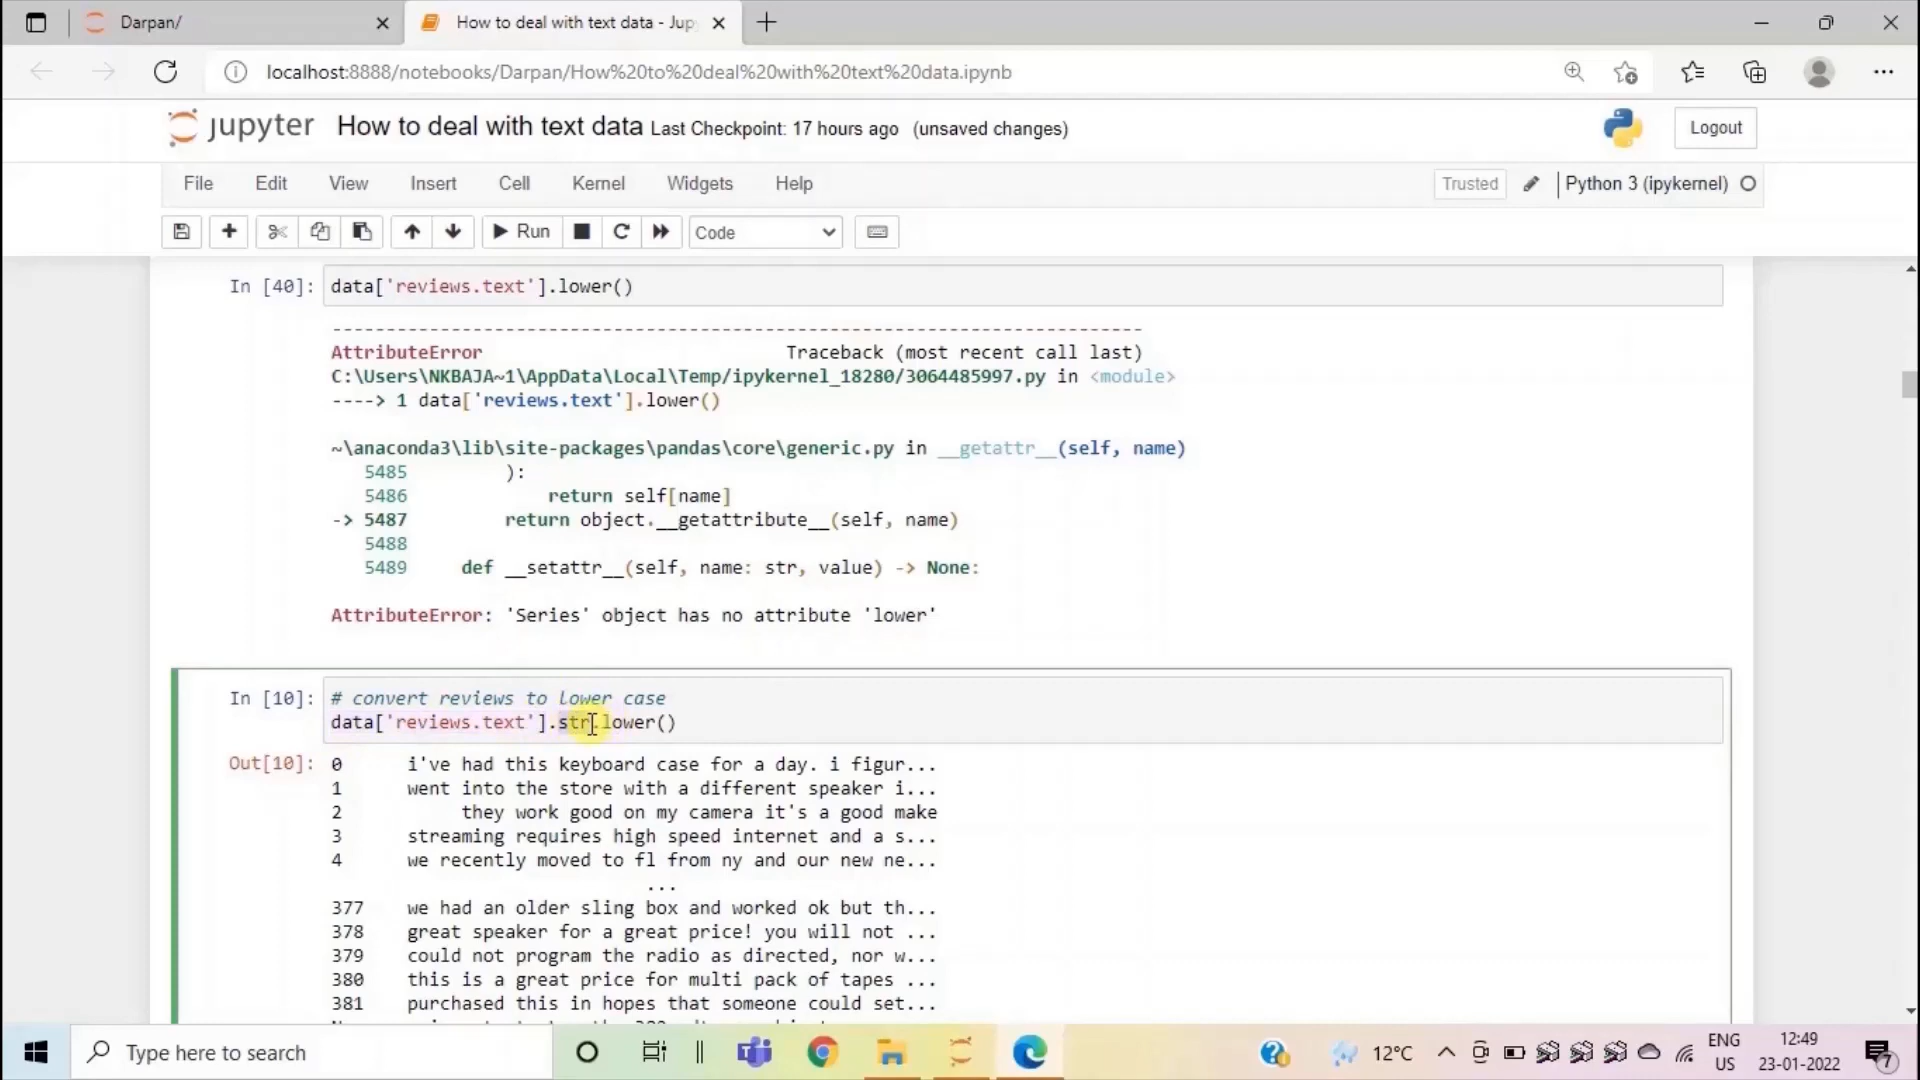 Darpan/
How to deal with text data - Jup
localhost:8888/notebooks/Darpan/How%20to%20deal%20with%20text%20data.ipynb
jupyter How to deal with text data Last Checkpoint: 17 hours ago (unsaved changes)
Logout
File Edit View Insert Cell Kernel Widgets Help
Trusted Python 3 (ipykernel)
Run Code
In [40]: data['reviews.text'].lower()
---------------------------------------------------------------------------
AttributeError Traceback (most recent call last)
C:\Users\NKBAJA~1\AppData\Local\Temp/ipykernel_18280/3064485997.py in <module>
----> 1 data['reviews.text'].lower()
~\anaconda3\lib\site-packages\pandas\core\generic.py in __getattr__(self, name)
5485 ):
5486 return self[name]
-> 5487 return object.__getattribute__(self, name)
5488
5489 def __setattr__(self, name: str, value) -> None:
AttributeError: 'Series' object has no attribute 'lower'
In [10]: # convert reviews to lower case
data['reviews.text'].str.lower()
Out[10]: 0 i've had this keyboard case for a day. i figur...
1 went into the store with a different speaker i...
2 they work good on my camera it's a good make
3 streaming requires high speed internet and a s...
4 we recently moved to fl from ny and our new ne...
...
377 we had an older sling box and worked ok but th...
378 great speaker for a great price! you will not ...
379 could not program the radio as directed, nor w...
380 this is a great price for multi pack of tapes ...
381 purchased this in hopes that someone could set...
Type here to search
12°C
ENG
US
12:49
23-01-2022
7